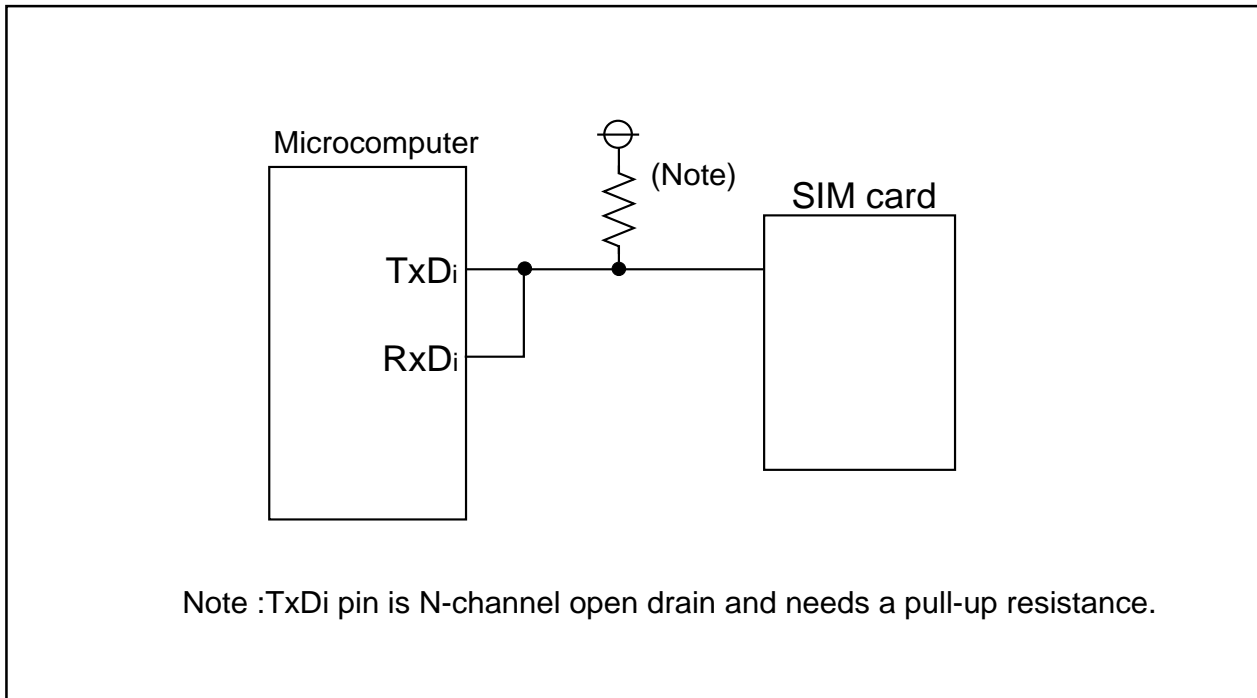 Microcomputer
(Note)
SIM card
TxDi
RxDi
Note :TxDi pin is N-channel open drain and needs a pull-up resistance.